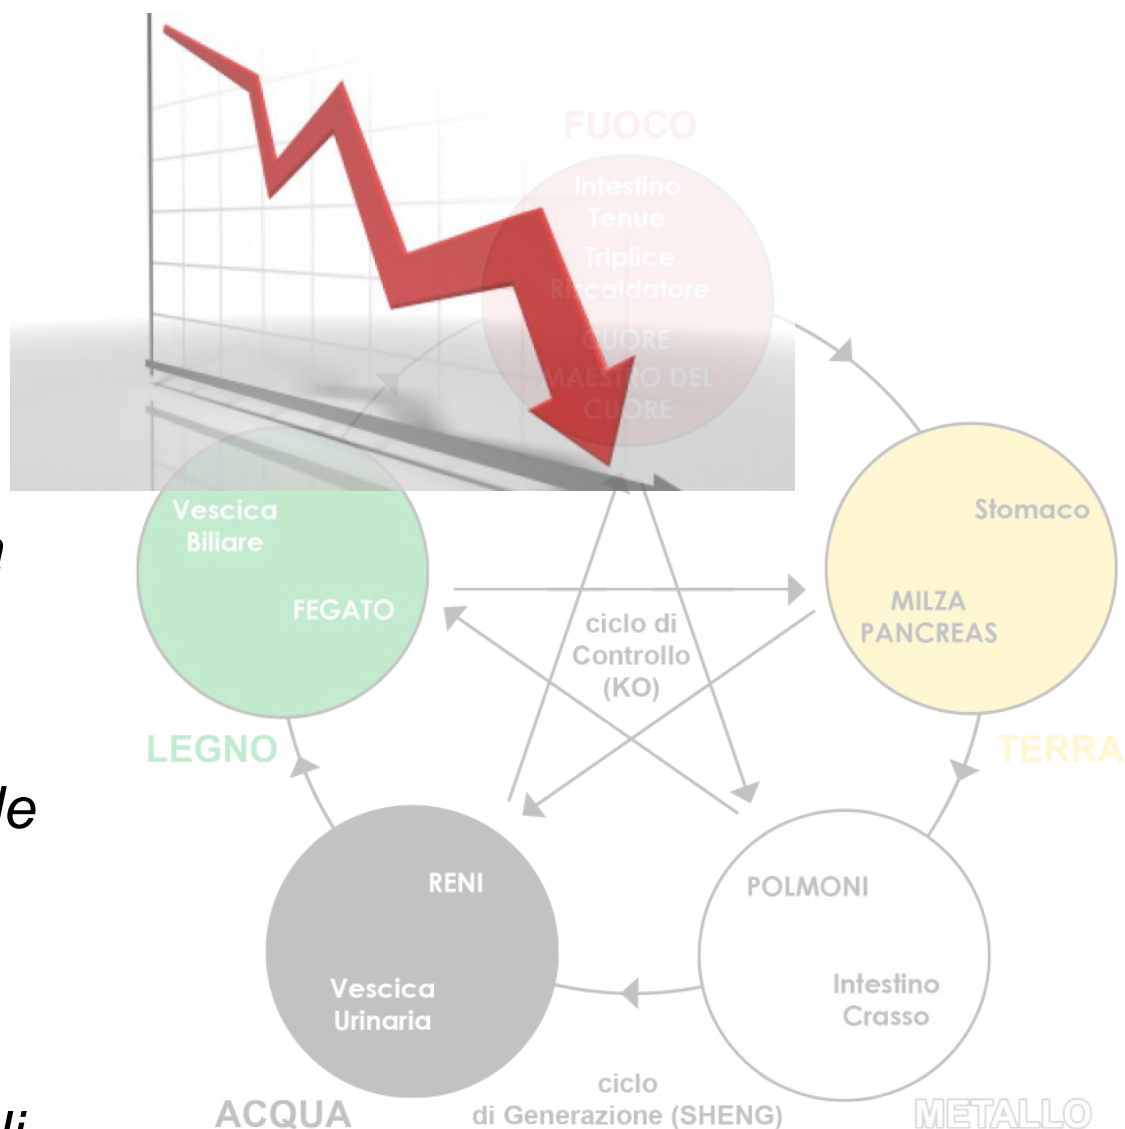 FUOCO
Intestino
Tenue
Triplice
Riscaldatore
CUORE
MAESTRO DEL
CUORE
Vescica
Biliare
FEGATO
LEGNO
Stomaco
MILZA
PANCREAS
TERRA
ciclo di
Controllo
(KO)
RENI
Vescica
Urinaria
ACQUA
POLMONI
Intestino
Crasso
METALLO
ciclo
di Generazione (SHENG)